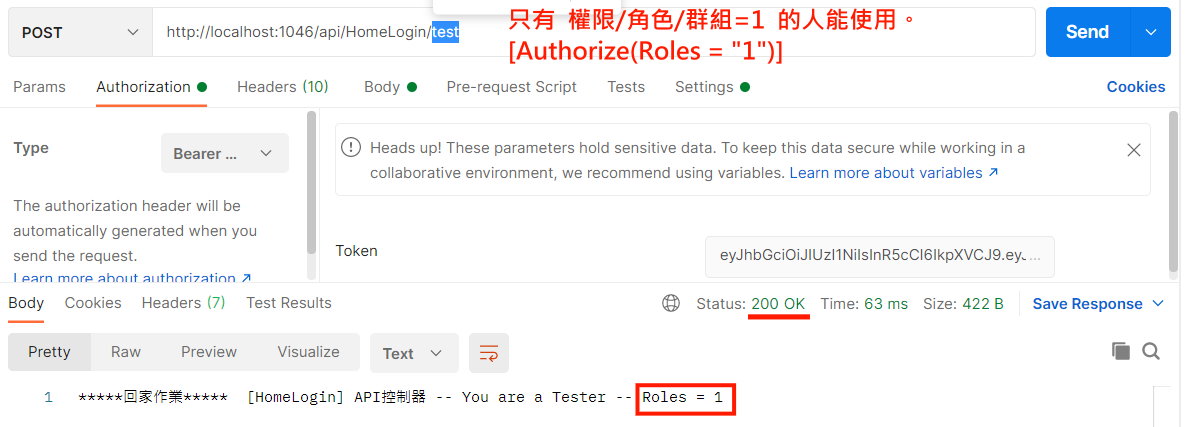 POST
http://localhost:1046/api/HomeLogin/test
只有 權限/角色/群組=1 的人能使用。
[Authorize(Roles = "1")]
Send
Params
Authorization
Headers (10)
Body
Pre-request Script
Tests
Settings
Cookies
Type
Bearer ...
The authorization header will be
automatically generated when you
send the request.
Learn more about authorization ↗
Heads up! These parameters hold sensitive data. To keep this data secure while working in a
collaborative environment, we recommend using variables. Learn more about variables ↗
Token
eyJhbGciOiJIUzI1NiIsInR5cCI6IkpXVCJ9.eyJ...
Body
Cookies
Headers (7)
Test Results
Status: 200 OK
Time: 63 ms
Size: 422 B
Save Response
Pretty
Raw
Preview
Visualize
Text
1 *****回家作業***** [HomeLogin] API控制器 -- You are a Tester -- Roles = 1